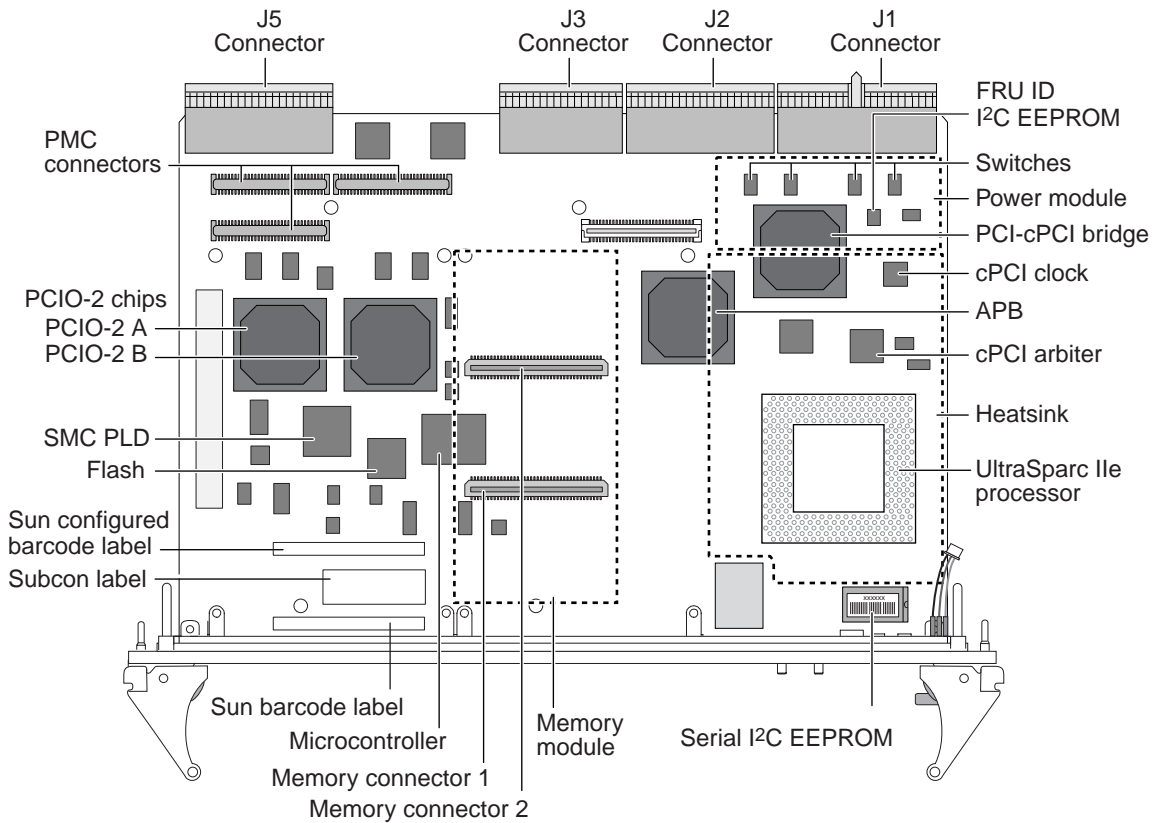 J5
Connector
J3
Connector
J2
Connector
J1
Connector
FRU ID
I2C EEPROM
PMC
connectors
Switches
Power module
PCI-cPCI bridge
cPCI clock
PCIO-2 chips
PCIO-2 A
APB
PCIO-2 B
cPCI arbiter
Heatsink
SMC PLD
Flash
UltraSparc IIe
processor
Sun configured
barcode label
Subcon label
xxxxxx
Sun barcode label
Microcontroller
Memory
module
Serial I2C EEPROM
Memory connector 1
Memory connector 2